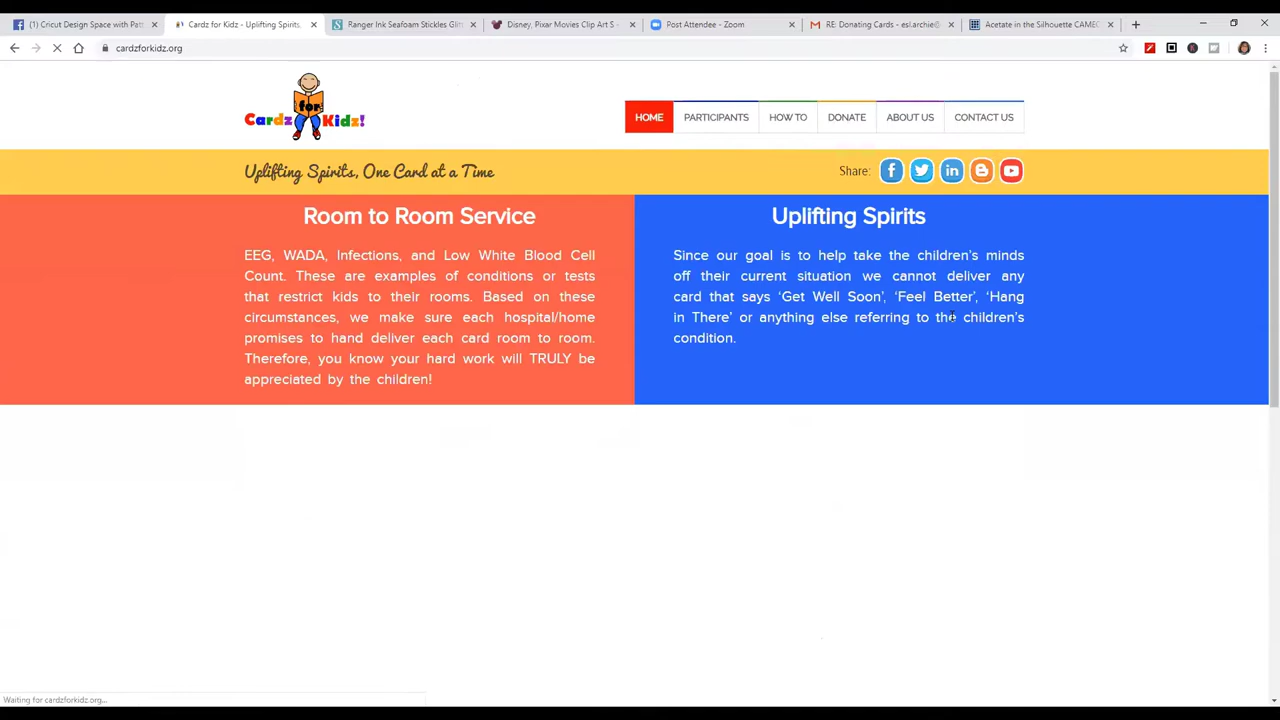 (1) Cricut Design Space with Patt
Cardz for Kidz - Uplifting Spirits,
Ranger Ink Seafoam Stickles Glit
Disney, Pixar Movies Clip Art S -
Post Attendee - Zoom
RE: Donating Cards - esl.archie@
Acetate in the Silhouette CAMEO
cardzforkidz.org
for
Cardz Kidz!
HOME
PARTICIPANTS
HOW TO
DONATE
ABOUT US
CONTACT US
Uplifting Spirits, One Card at a Time
Share:
Room to Room Service
EEG, WADA, Infections, and Low White Blood Cell
Count. These are examples of conditions or tests
that restrict kids to their rooms. Based on these
circumstances, we make sure each hospital/home
promises to hand deliver each card room to room.
Therefore, you know your hard work will TRULY be
appreciated by the children!
Uplifting Spirits
Since our goal is to help take the children's minds
off their current situation we cannot deliver any
card that says 'Get Well Soon', 'Feel Better', 'Hang
in There' or anything else referring to the children's
condition.
Waiting for cardzforkidz.org...